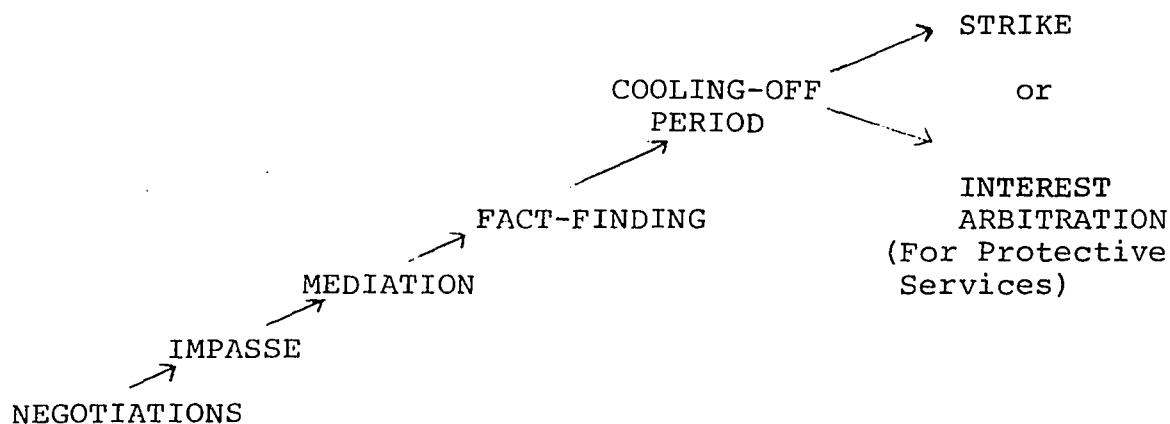 STRIKE
COOLING-OFF or
PERIOD
INTEREST
FACT-FINDING ARBITRATION
(For Protective
MEDIATION Services)
IMPASSE
NEGOTIATIONS